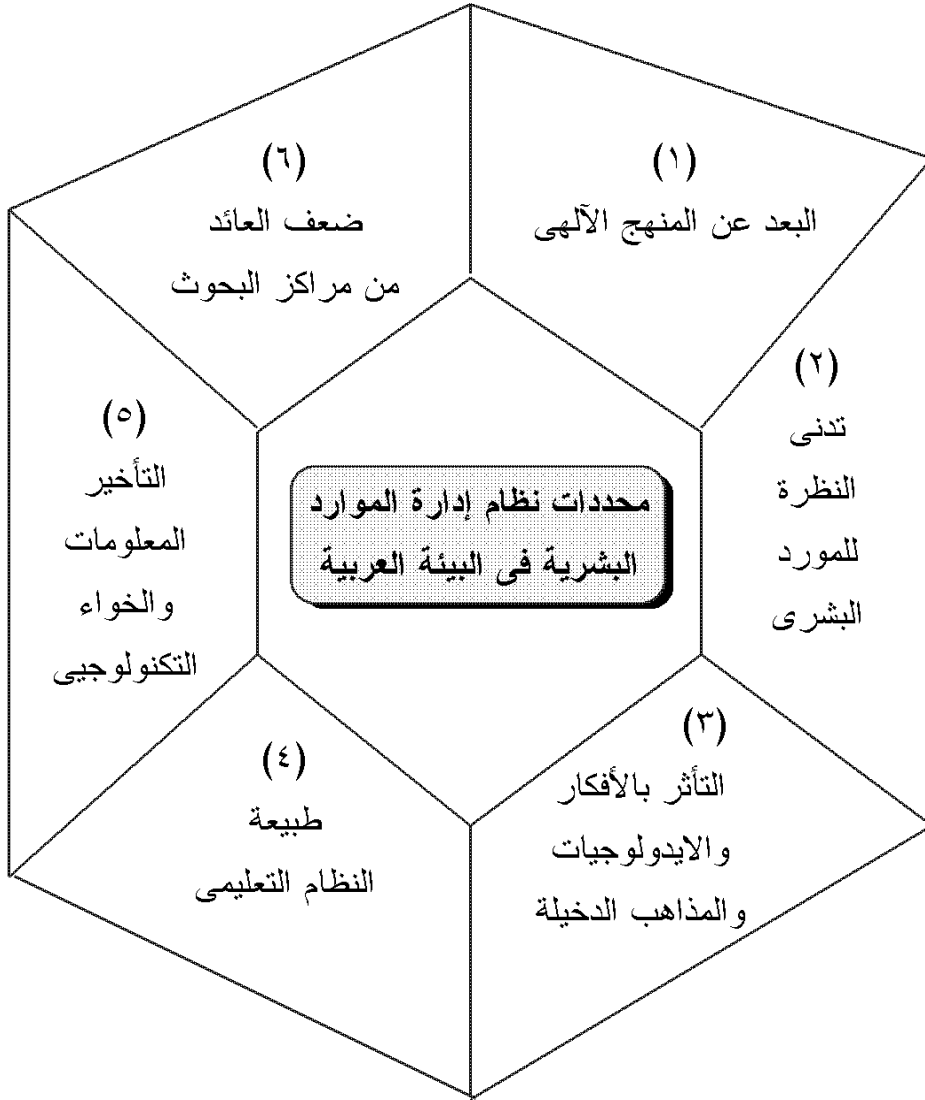 محددات نظام إدارة الموارد
البشرية فى البيئة العربية
(١)
البعد عن المنهج الآلهى
(٢)
تدنى
النظرة
للمورد
البشرى
(٣)
التأثر بالأفكار
والايدولوجيات
والمذاهب الدخيلة
(٤)
طبيعة
النظام التعليمى
(٥)
التأخير
المعلومات
والخواء
التكنولوجيى
(٦)
ضعف العائد
من مراكز البحوث